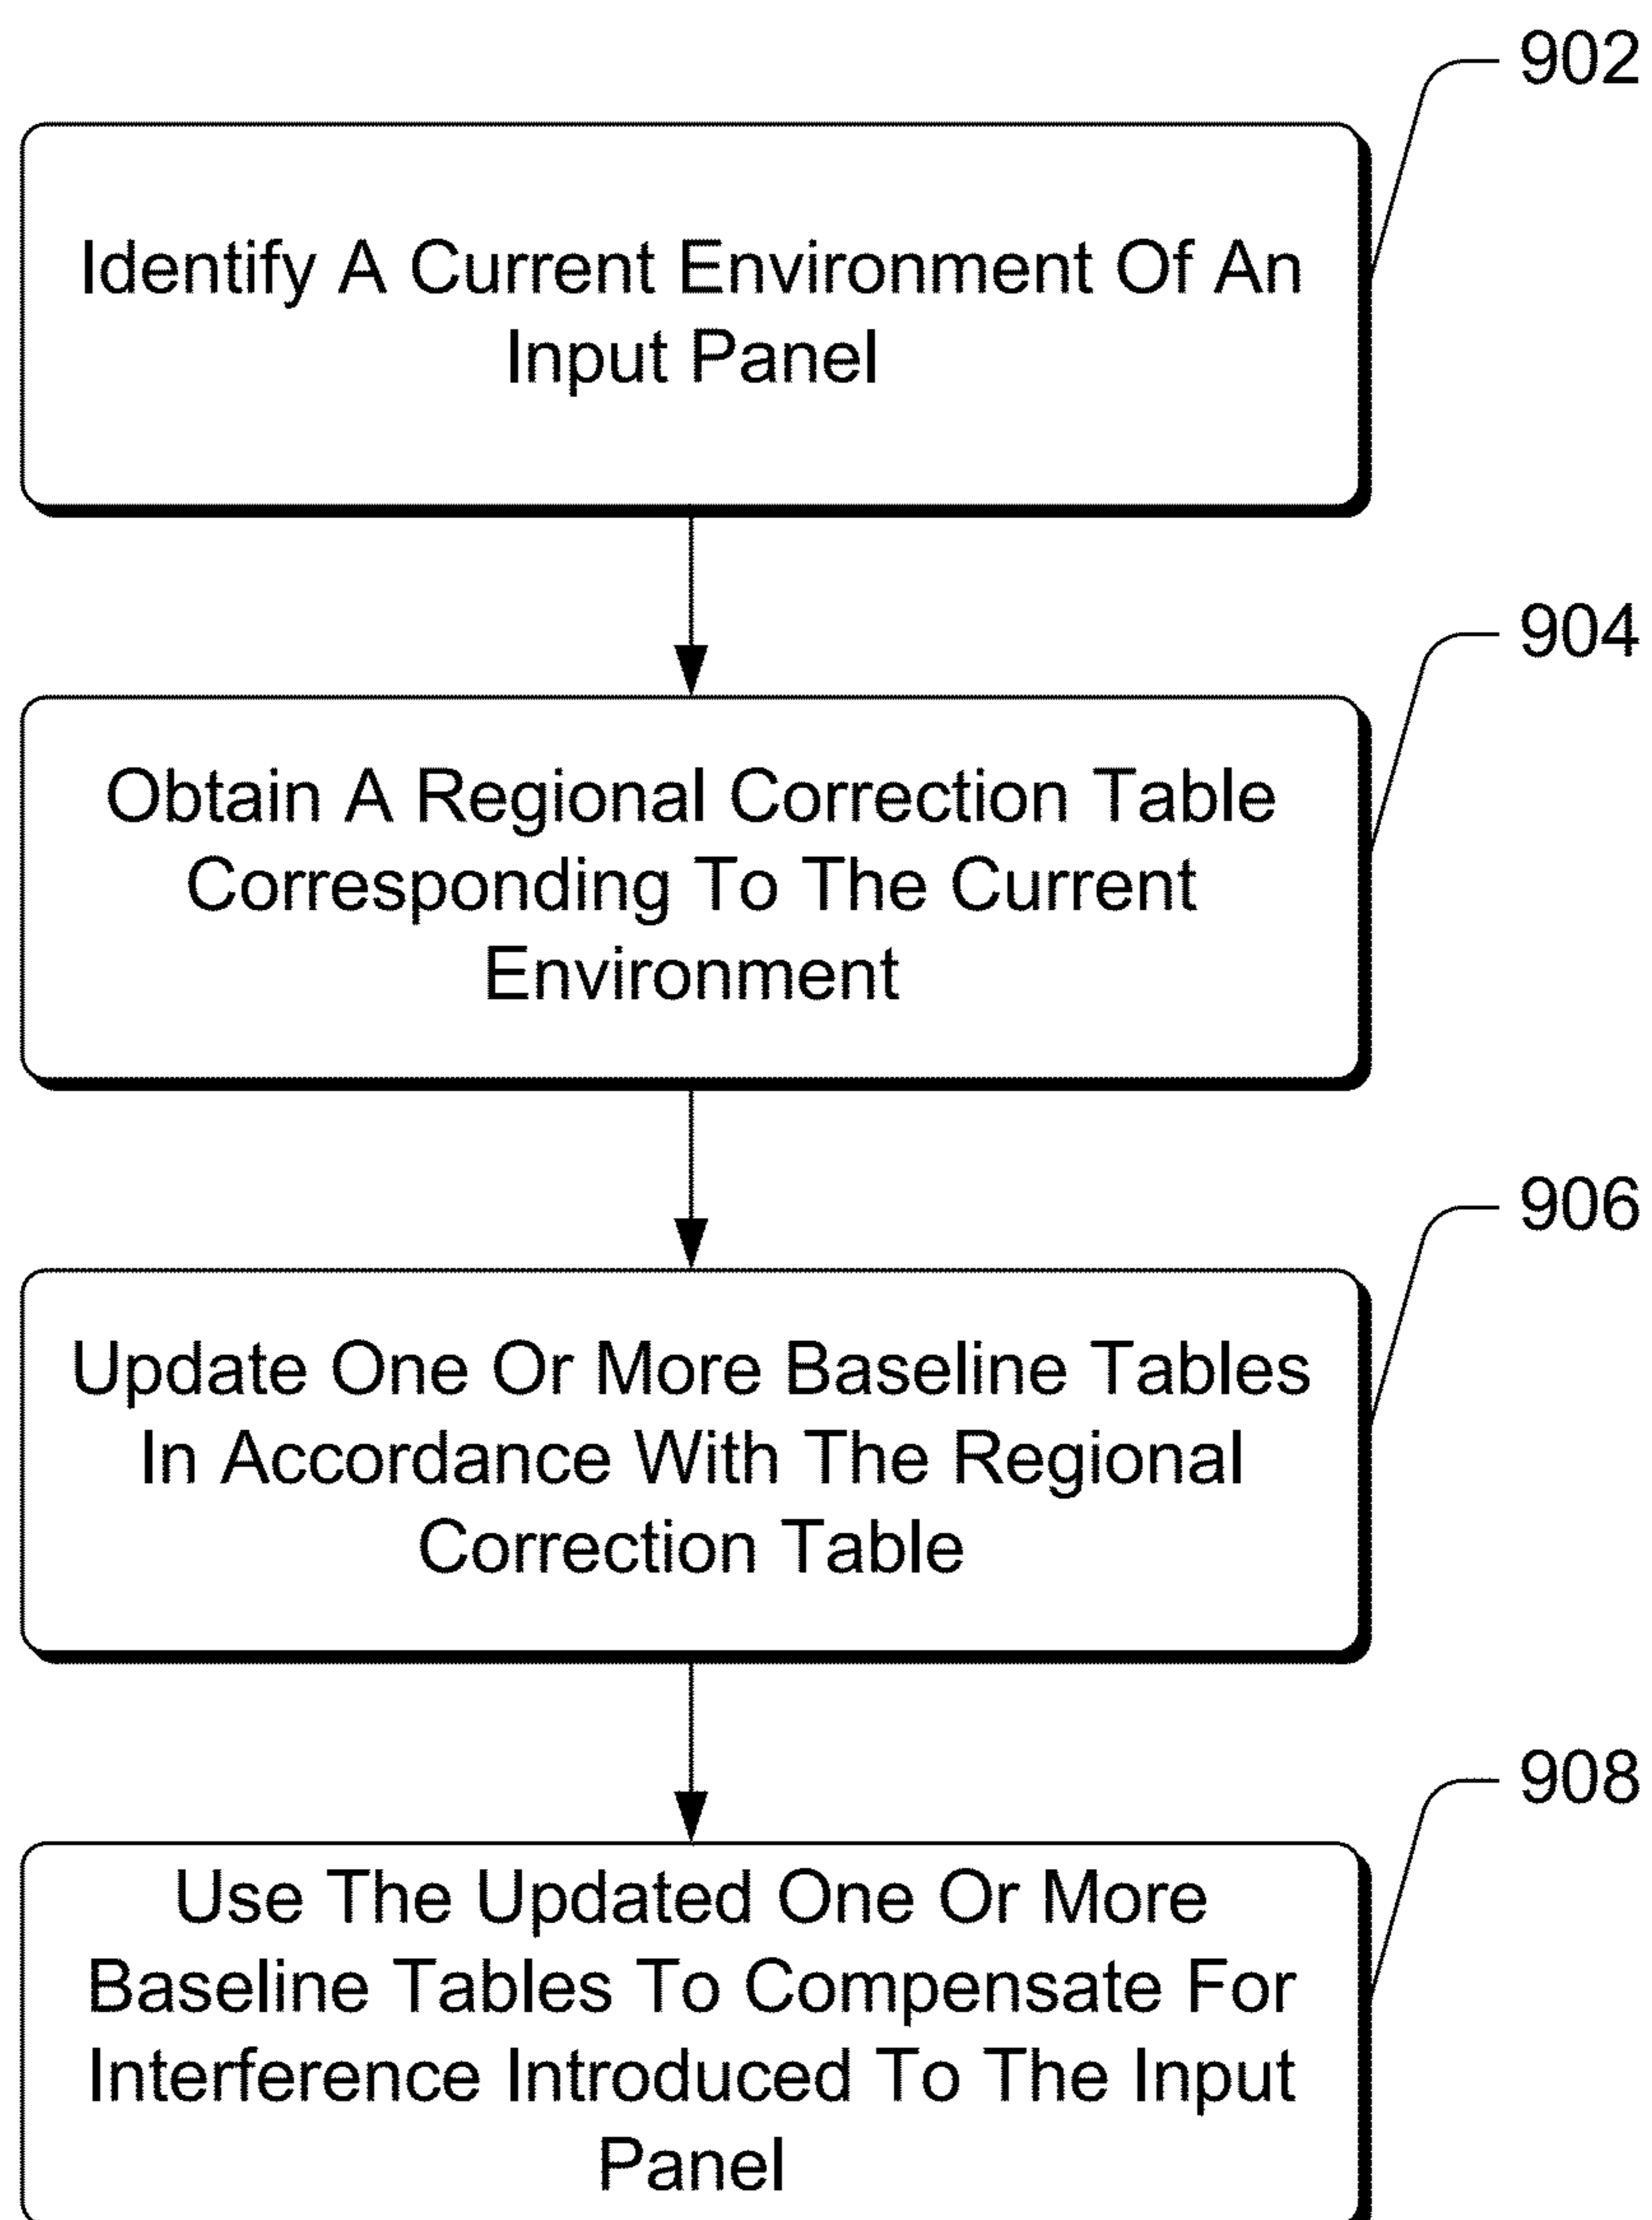 902
Identify A Current Environment Of An
Input Panel
904
Obtain A Regional Correction Table
Corresponding To The Current
Environment
906
Update One Or More Baseline Tables
In Accordance With The Regional
Correction Table
908
Use The Updated One Or More
Baseline Tables To Compensate For
Interference Introduced To The Input
Panel